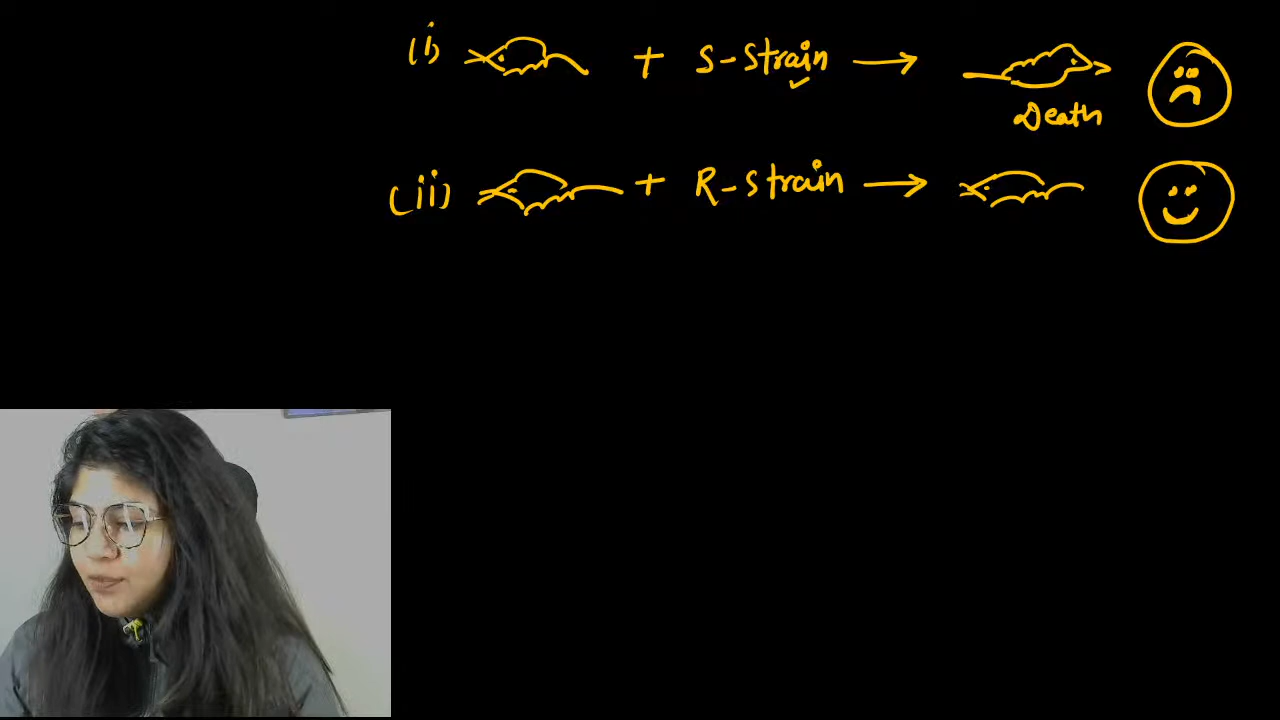 (i) + S-Strain → Death
(ii) + R-Strain →